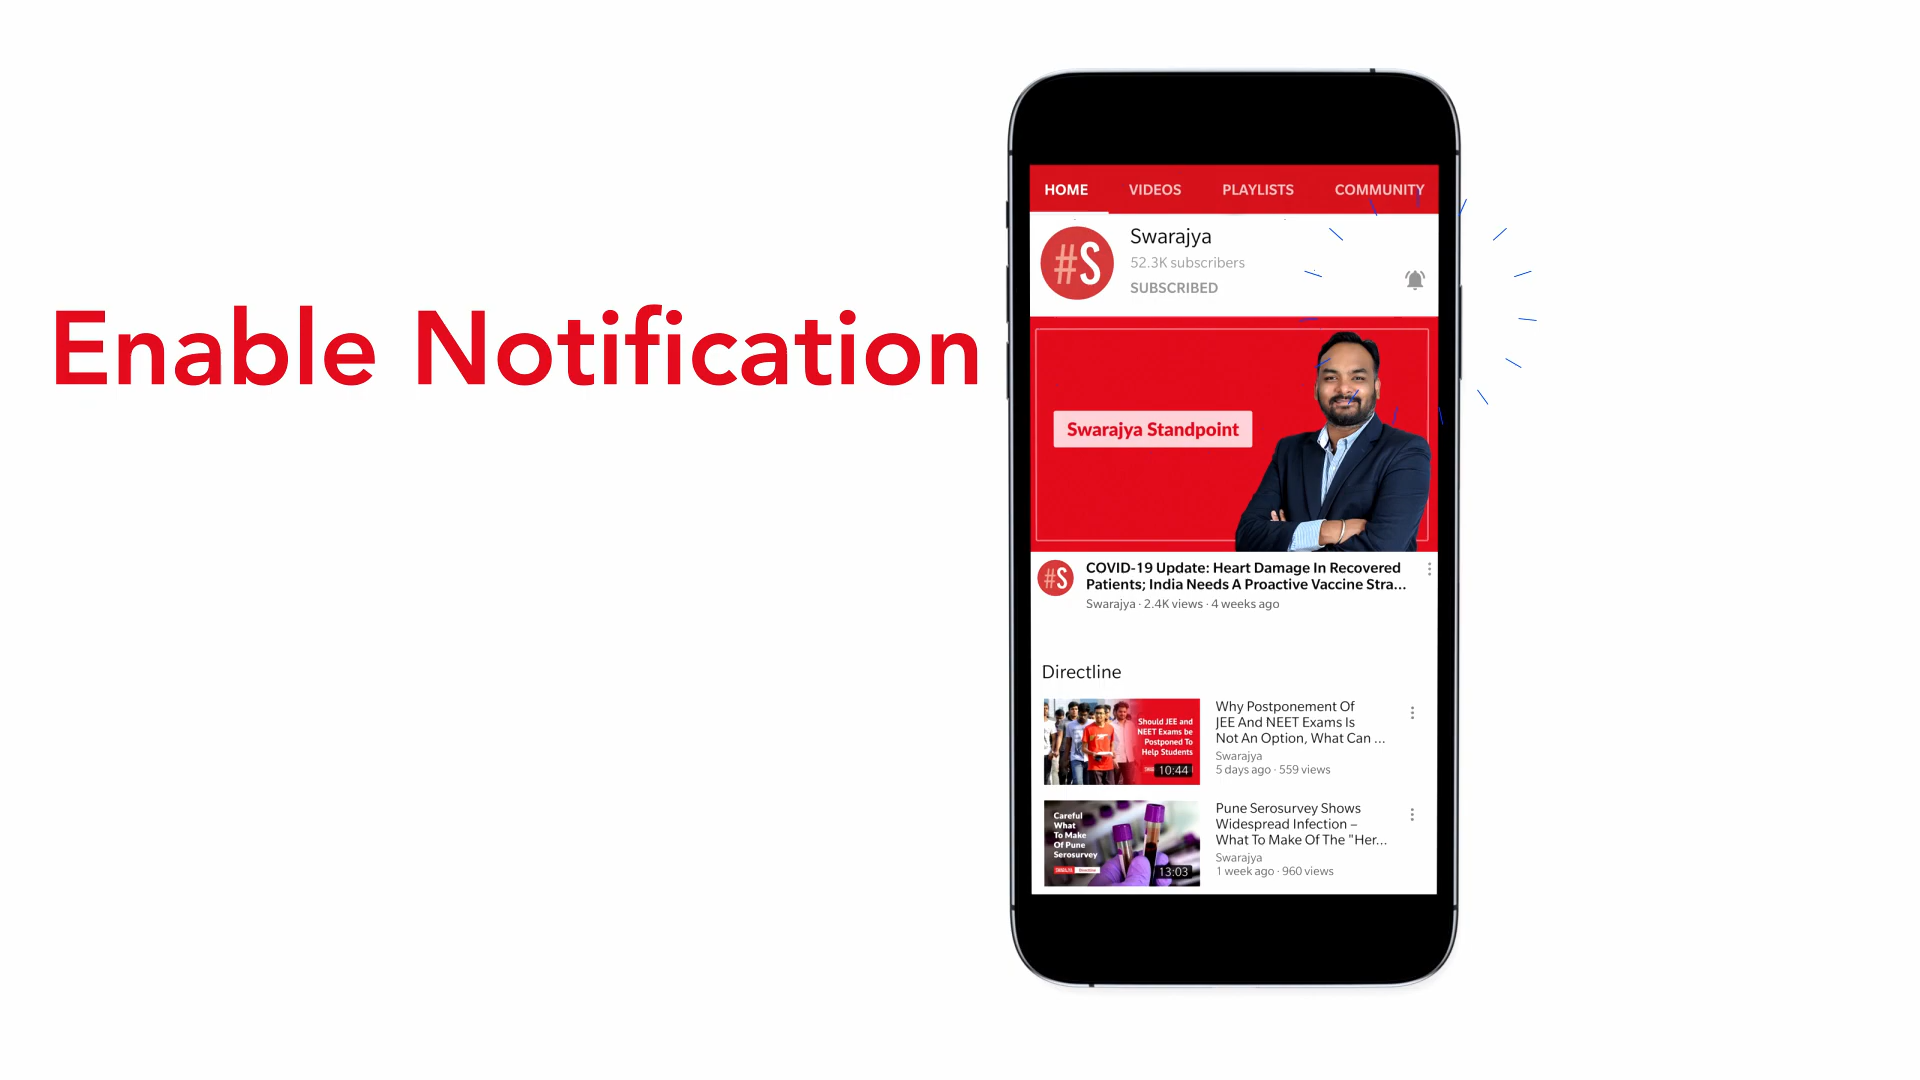 Enable Notification
HOME VIDEOS PLAYLISTS COMMUNITY
#S
Swarajya
52.3K subscribers
SUBSCRIBED
Swarajya Standpoint
#S
COVID-19 Update: Heart Damage In Recovered
Patients; India Needs A Proactive Vaccine Stra...
Swarajya · 2.4K views · 4 weeks ago
Directline
Should JEE and
NEET Exams be
Postponed To
Help Students
10:44
Why Postponement Of
JEE And NEET Exams Is
Not An Option, What Can ...
Swarajya
5 days ago · 559 views
Careful
What
To Make
Of Pune
Serosurvey
13:03
Pune Serosurvey Shows
Widespread Infection –
What To Make Of The "Her...
Swarajya
1 week ago · 960 views